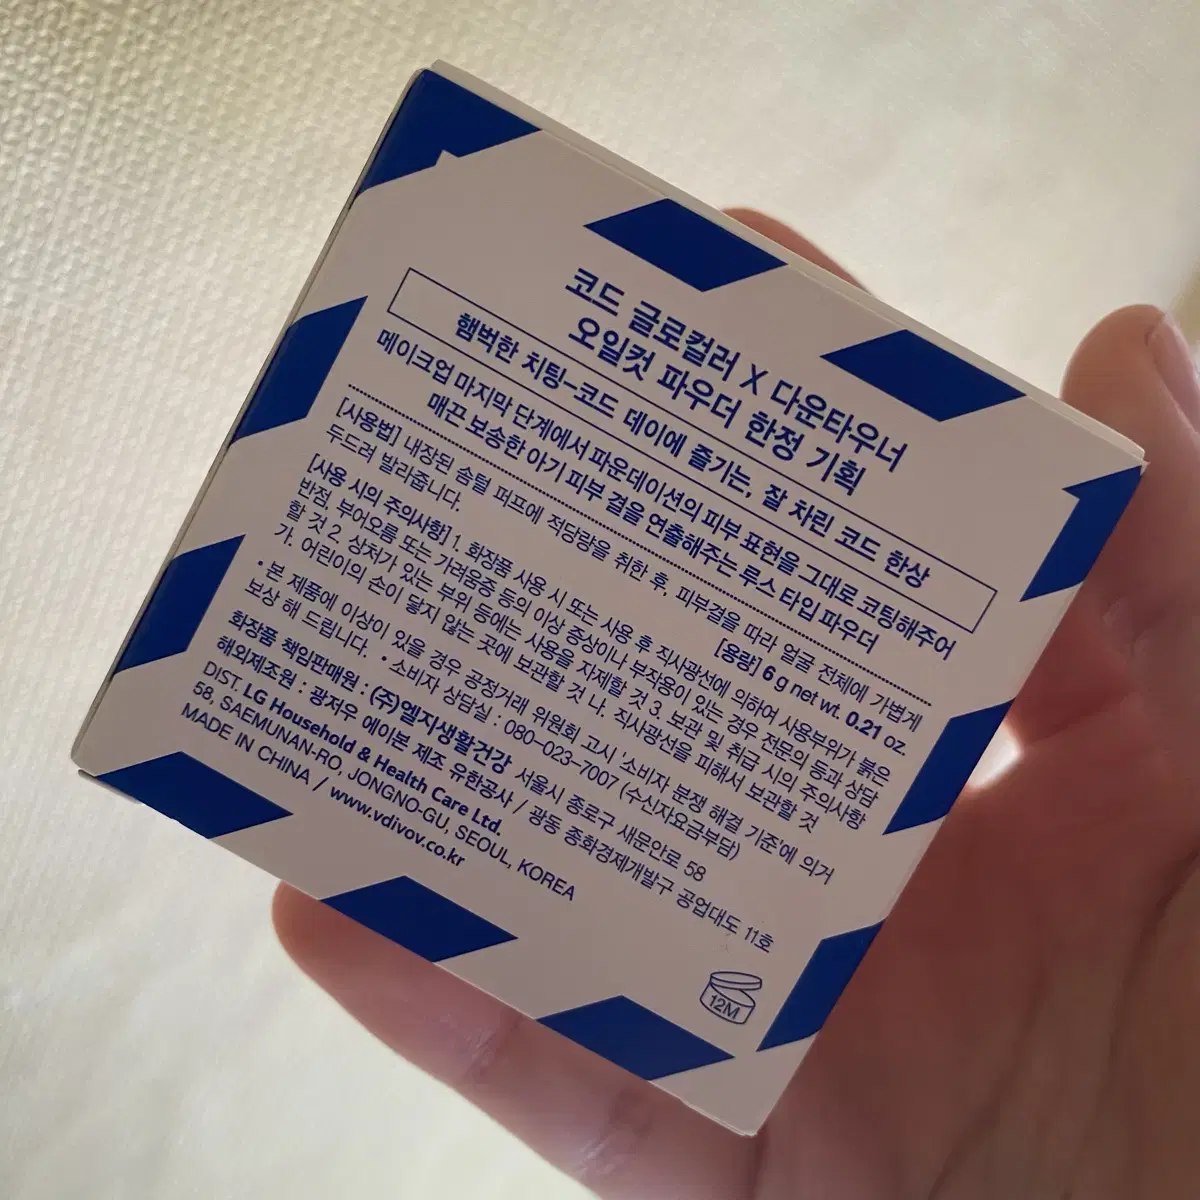 코드 글로컬러 X 다운타우너
오일컷 파우더 한정 기획
햄벅한 치팅-코드 데이에 즐기는, 잘 차린 코드 한상
메이크업 마지막 단계에서 파운데이션의 피부 표현을 그대로 코팅해주어
매끈 보송한 아기 피부 결을 연출해주는 루스 타입 파우더
[용량] 6 g net wt. 0.21 oz.
[사용법] 내장된 솜털 퍼프에 적당량을 취한 후, 피부결을 따라 얼굴 전체에 가볍게
두드려 발라줍니다.
[사용 시의 주의사항] 1. 화장품 사용 시 또는 사용 후 직사광선에 의하여 사용부위가 붉은
반점, 부어오름 또는 가려움증 등의 이상 증상이나 부작용이 있는 경우 전문의 등과 상담
할 것 2. 상처가 있는 부위 등에는 사용을 자제할 것 3. 보관 및 취급 시의 주의사항
가. 어린이의 손이 닿지 않는 곳에 보관할 것 나. 직사광선을 피해서 보관할 것
• 본 제품에 이상이 있을 경우 공정거래 위원회 고시 '소비자 분쟁 해결 기준'에 의거
보상 해 드립니다. • 소비자 상담실 : 080-023-7007 (수신자요금부담)
화장품 책임판매원 : (주)엘지생활건강 서울시 종로구 새문안로 58
해외제조원 : 광저우 에이본 제조 유한공사 / 광동 종화경제개발구 공업대도 11호
DIST. LG Household & Health Care Ltd.
58, SAEMUNAN-RO, JONGNO-GU, SEOUL, KOREA
MADE IN CHINA / www.vdivov.co.kr
12M